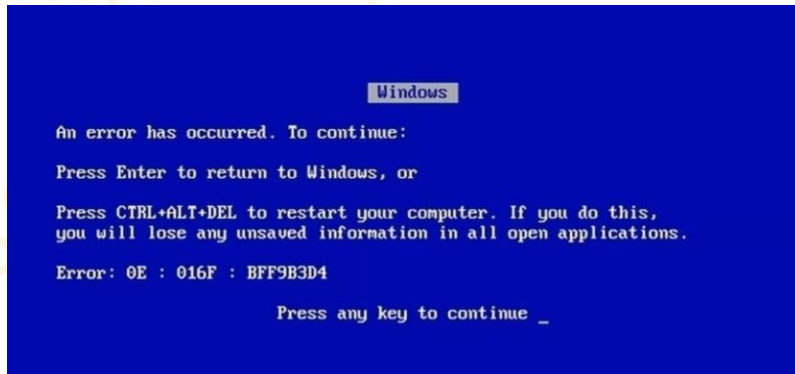 Windows
An error has occurred. To continue:
Press Enter to return to Windows, or
Press CTRL+ALT+DEL to restart your computer. If you do this,
you will lose any unsaved information in all open applications.
Error: 0E : 016F : BFF9B3D4
Press any key to continue _